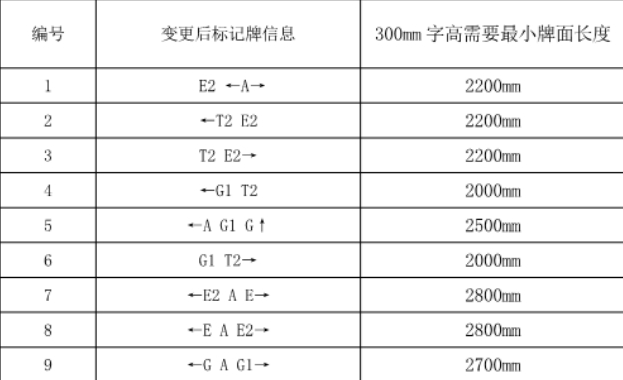 编号 变更后标记牌信息 300mm 字高需要最小牌面长度
1 E2 ←A→ 2200mm
2 ←T2 E2 2200mm
3 T2 E2→ 2200mm
4 ←G1 T2 2000mm
5 ←A G1 G↑ 2500mm
6 G1 T2→ 2000mm
7 ←E2 A E→ 2800mm
8 ←E A E2→ 2800mm
9 ←G A G1→ 2700mm